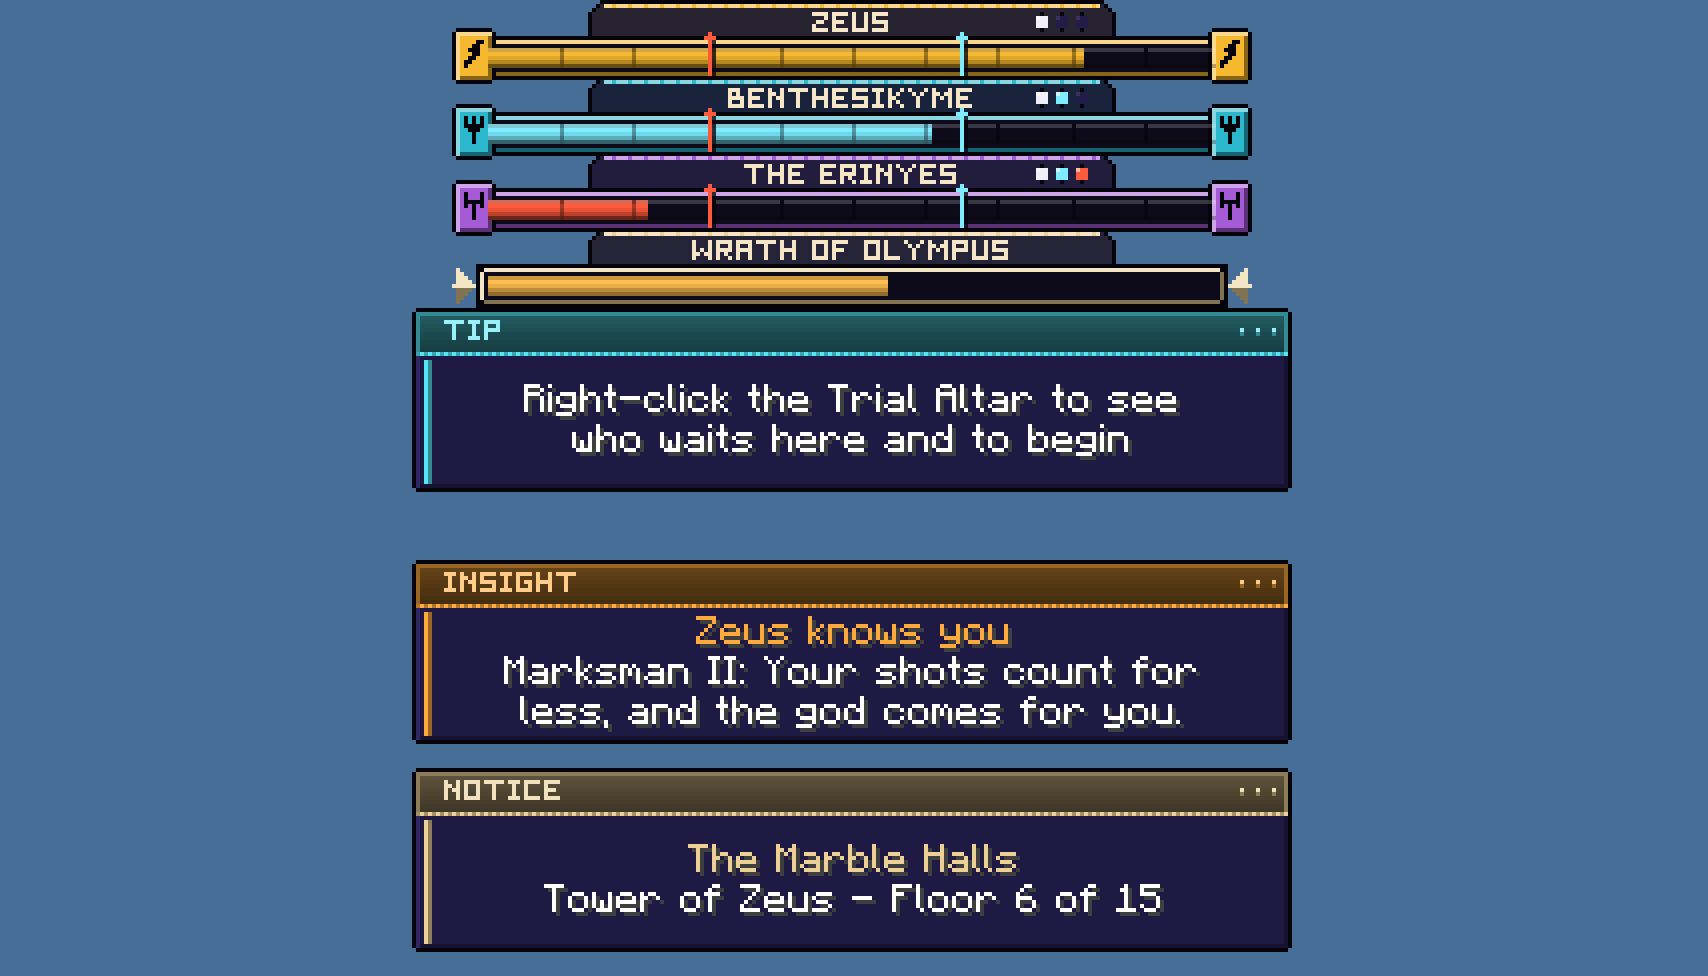 ZEUS
BENTHESIKYME
THE ERINYES
WRATH OF OLYMPUS
TIP
Right-click the Trial Altar to see
who waits here and to begin
INSIGHT
Zeus knows you
Marksman II: Your shots count for
less, and the god comes for you.
NOTICE
The Marble Halls
Tower of Zeus - Floor 6 of 15